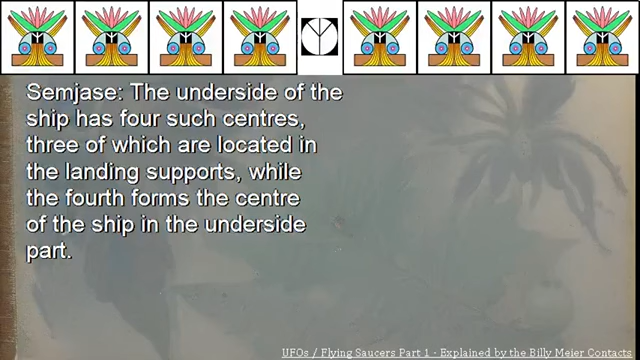 Semjase: The underside of the
ship has four such centres,
three of which are located in
the landing supports, while
the fourth forms the centre
of the ship in the underside
part.
UFOs / Flying Saucers Part 1 - Explained by the Billy Meier Contacts